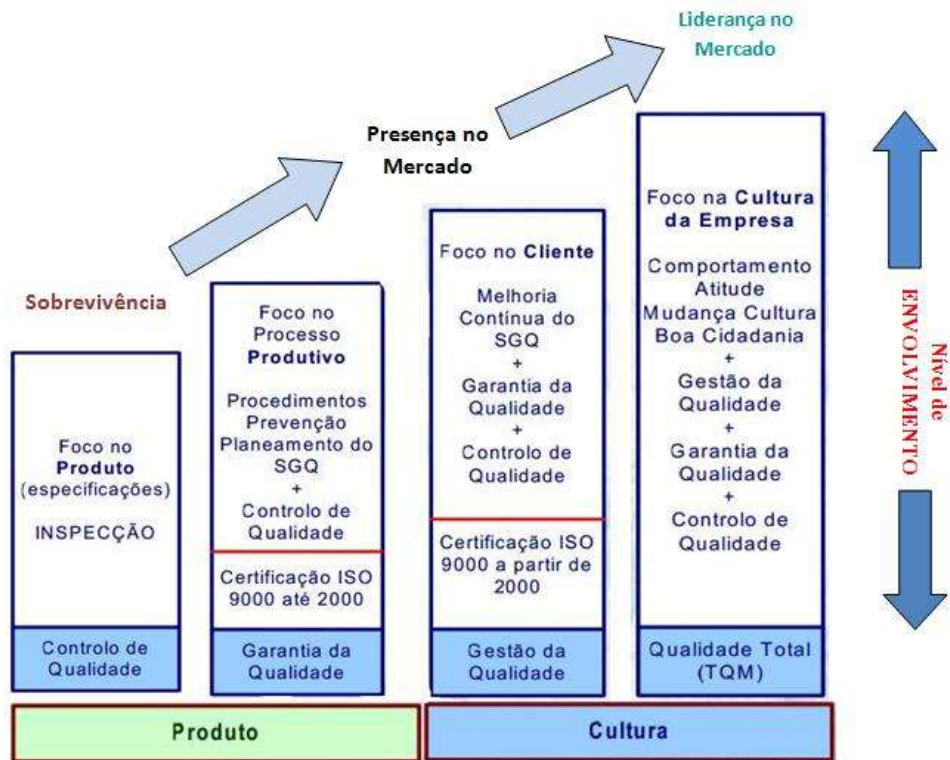 Liderança no
Mercado
Presença no
Mercado
Sobrevivência
Foco no
Produto
(especificações)
INSPECÇÃO
Controlo de
Qualidade
Foco no
Processo
Produtivo
Procedimentos
Prevenção
Planeamento do
SGQ
+
Controlo de
Qualidade
Certificação ISO
9000 até 2000
Garantia da
Qualidade
Foco no Cliente
Melhoria
Contínua do
SGQ
+
Garantia da
Qualidade
+
Controlo de
Qualidade
Certificação ISO
9000 a partir de
2000
Gestão da
Qualidade
Foco na Cultura
da Empresa
Comportamento
Atitude
Mudança Cultura
Boa Cidadania
+
Gestão da
Qualidade
+
Garantia da
Qualidade
+
Controlo de
Qualidade
Qualidade Total
(TQM)
Nível de
ENVOLVIMENTO
Produto
Cultura